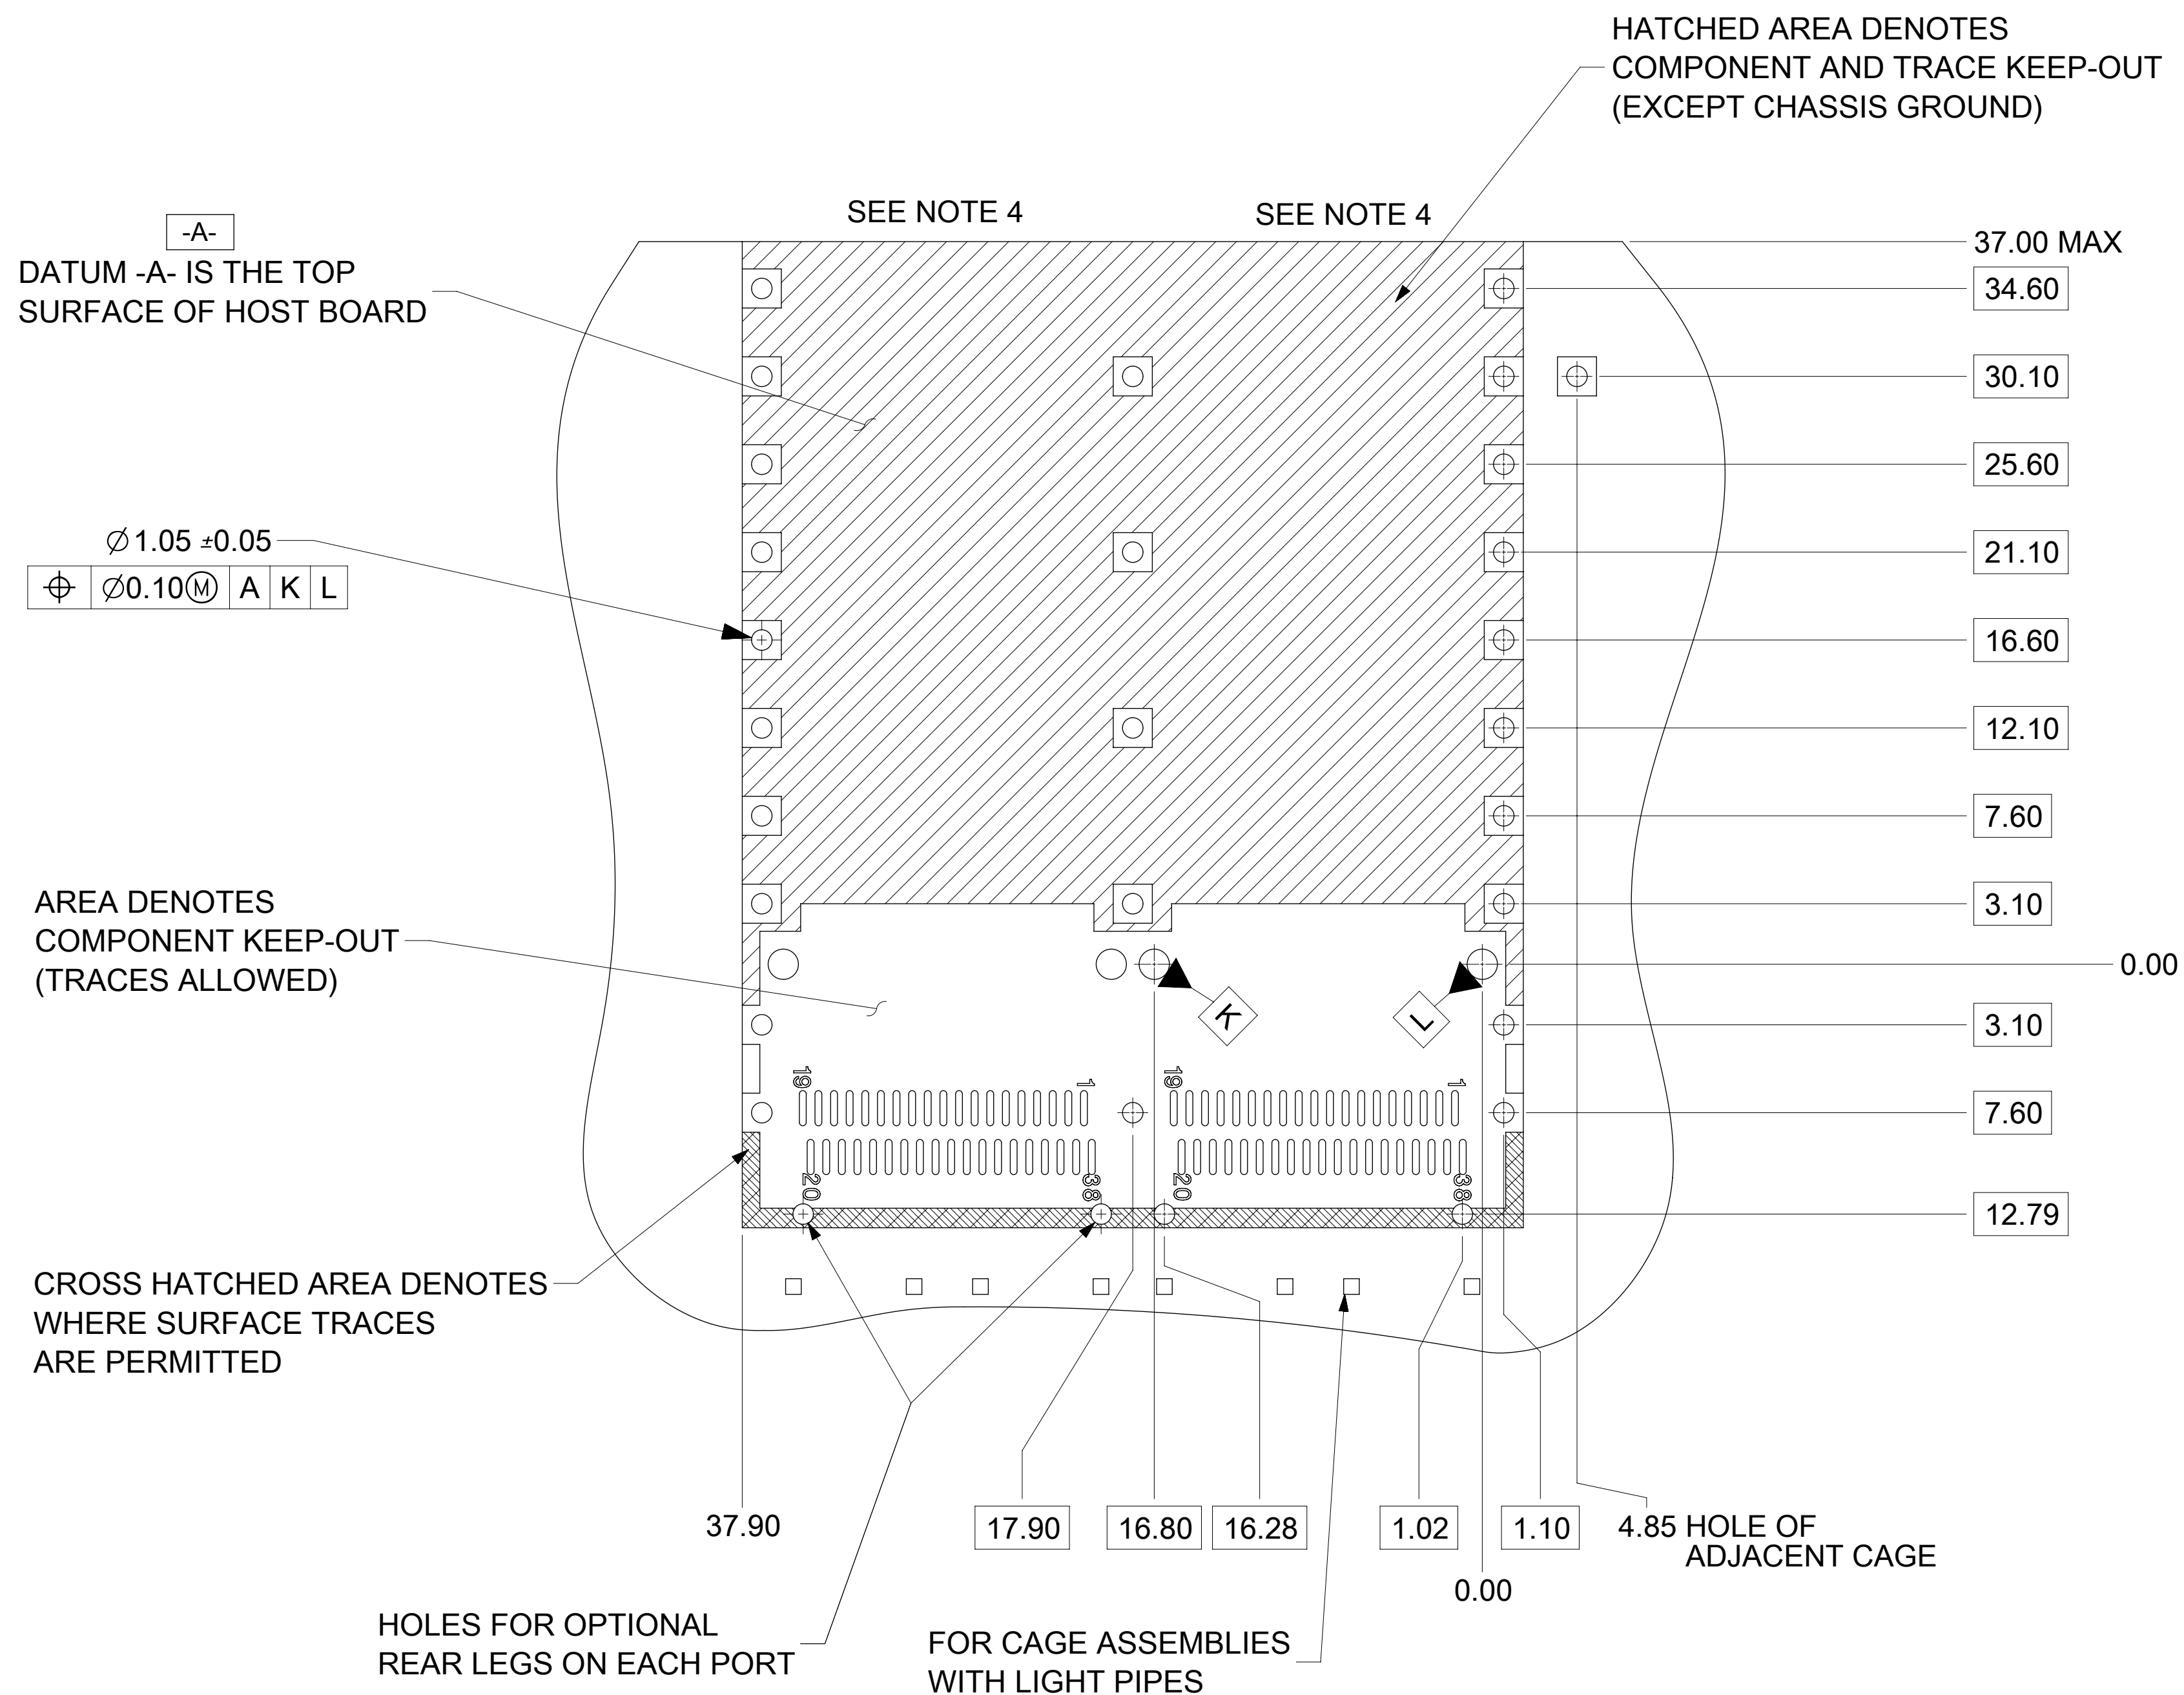 HATCHED AREA DENOTES
COMPONENT AND TRACE KEEP-OUT
(EXCEPT CHASSIS GROUND)
SEE NOTE 4
SEE NOTE 4
-A-
DATUM -A- IS THE TOP
SURFACE OF HOST BOARD
37.00 MAX
34.60
30.10
25.60
∅1.05 ±0.05
⌖ ∅0.10Ⓜ A K L
21.10
16.60
12.10
7.60
AREA DENOTES
COMPONENT KEEP-OUT
(TRACES ALLOWED)
3.10
0.00
K
L
3.10
19
1
19
1
7.60
20
38
20
38
12.79
CROSS HATCHED AREA DENOTES
WHERE SURFACE TRACES
ARE PERMITTED
37.90
17.90
16.80
16.28
1.02
1.10
4.85 HOLE OF
ADJACENT CAGE
0.00
HOLES FOR OPTIONAL
REAR LEGS ON EACH PORT
FOR CAGE ASSEMBLIES
WITH LIGHT PIPES